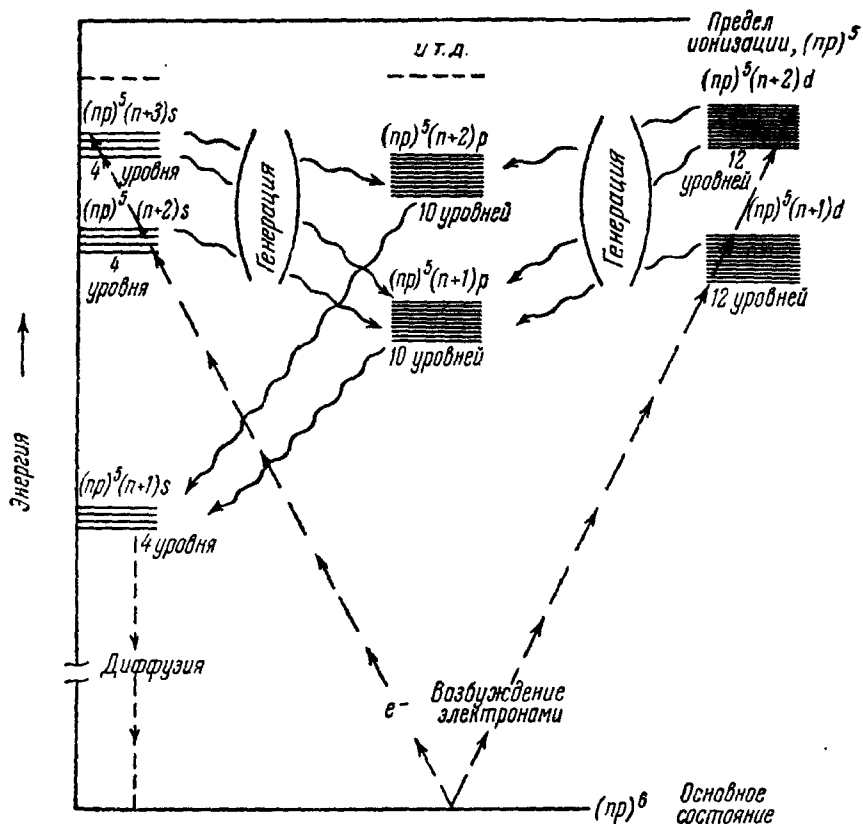 Предел
ионизации, (np)⁵
и т.д.
(np)⁵(n+3)s
4 уровня
(np)⁵(n+2)s
4
уровня
Генерация
(np)⁵(n+2)p
10 уровней
(np)⁵(n+1)p
10 уровней
Генерация
(np)⁵(n+2)d
12
уровней
(np)⁵(n+1)d
12 уровней
Энергия
(np)⁵(n+1)s
4 уровня
Диффузия
e⁻ Возбуждение
электронами
(np)⁶ Основное
состояние